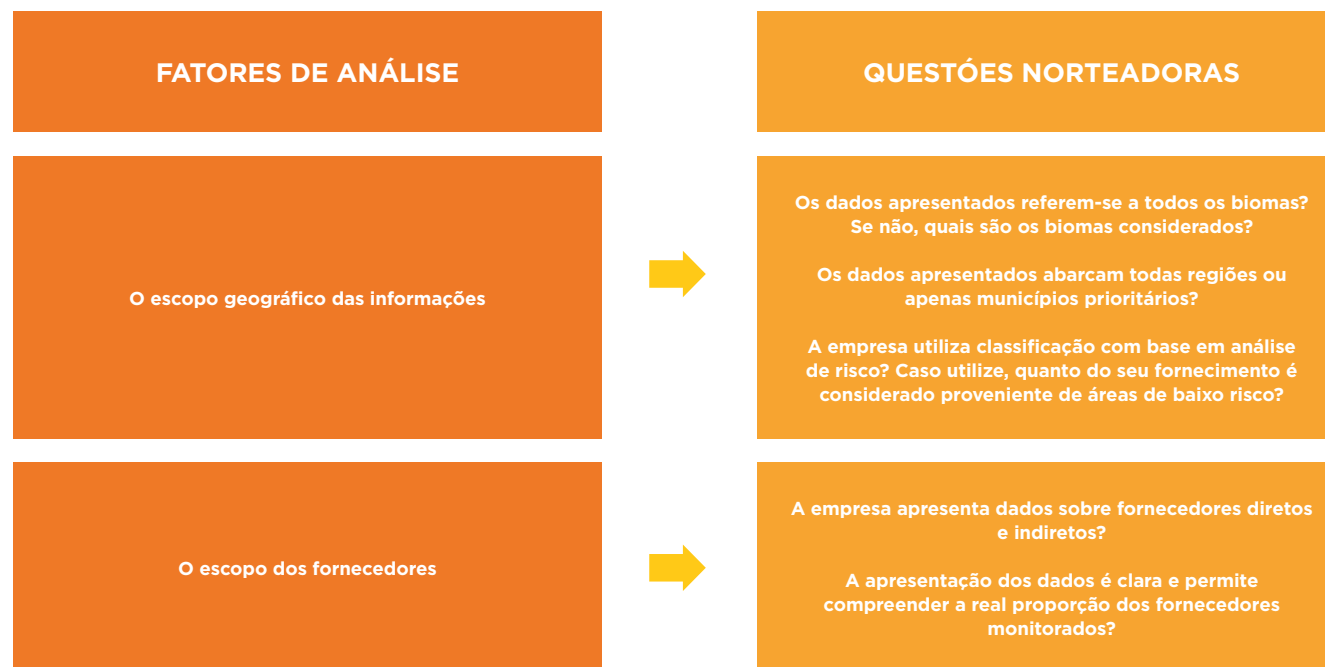 FATORES DE ANÁLISE
QUESTÓES NORTEADORAS
O escopo geográfico das informações
Os dados apresentados referem-se a todos os biomas?
Se não, quais são os biomas considerados?
Os dados apresentados abarcam todas regiões ou
apenas municípios prioritários?
A empresa utiliza classificação com base em análise
de risco? Caso utilize, quanto do seu fornecimento é
considerado proveniente de áreas de baixo risco?
O escopo dos fornecedores
A empresa apresenta dados sobre fornecedores diretos
e indiretos?
A apresentação dos dados é clara e permite
compreender a real proporção dos fornecedores
monitorados?